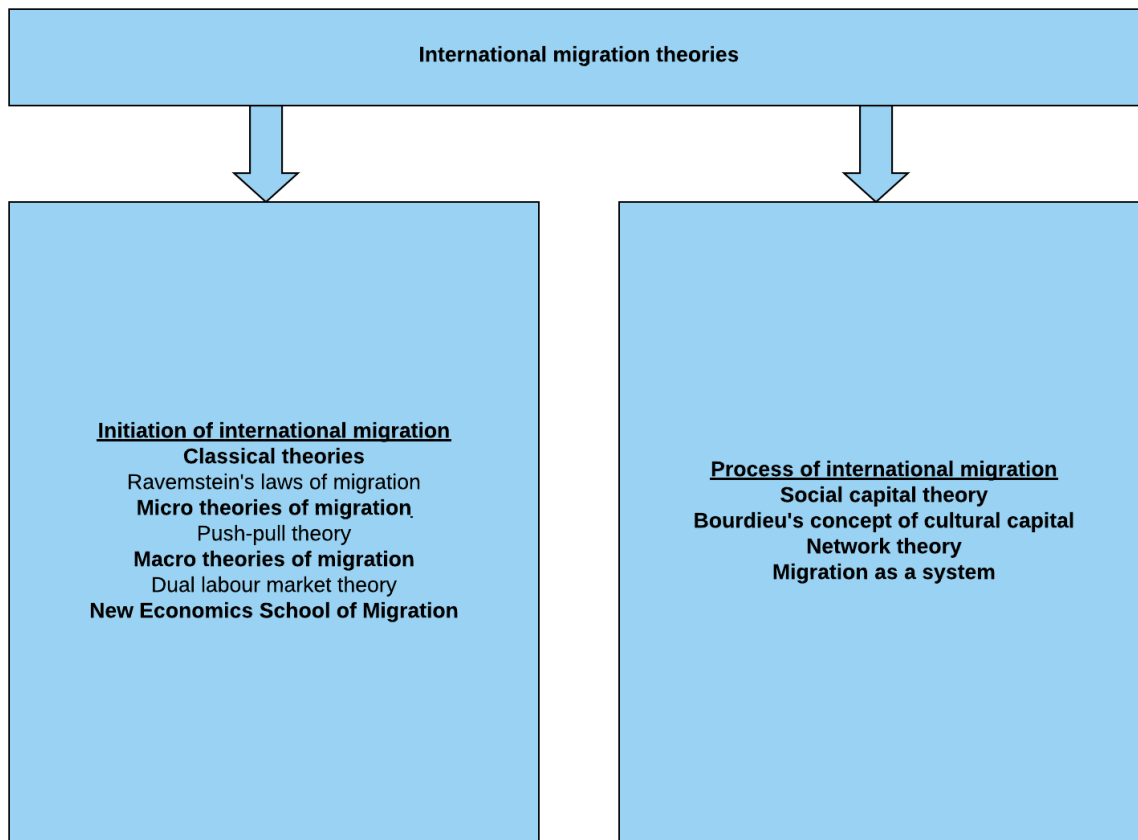 International migration theories
Initiation of international migration
Classical theories
Ravemstein's laws of migration
Micro theories of migration.
Push-pull theory
Macro theories of migration
Dual labour market theory
New Economics School of Migration
Process of international migration
Social capital theory
Bourdieu's concept of cultural capital
Network theory
Migration as a system